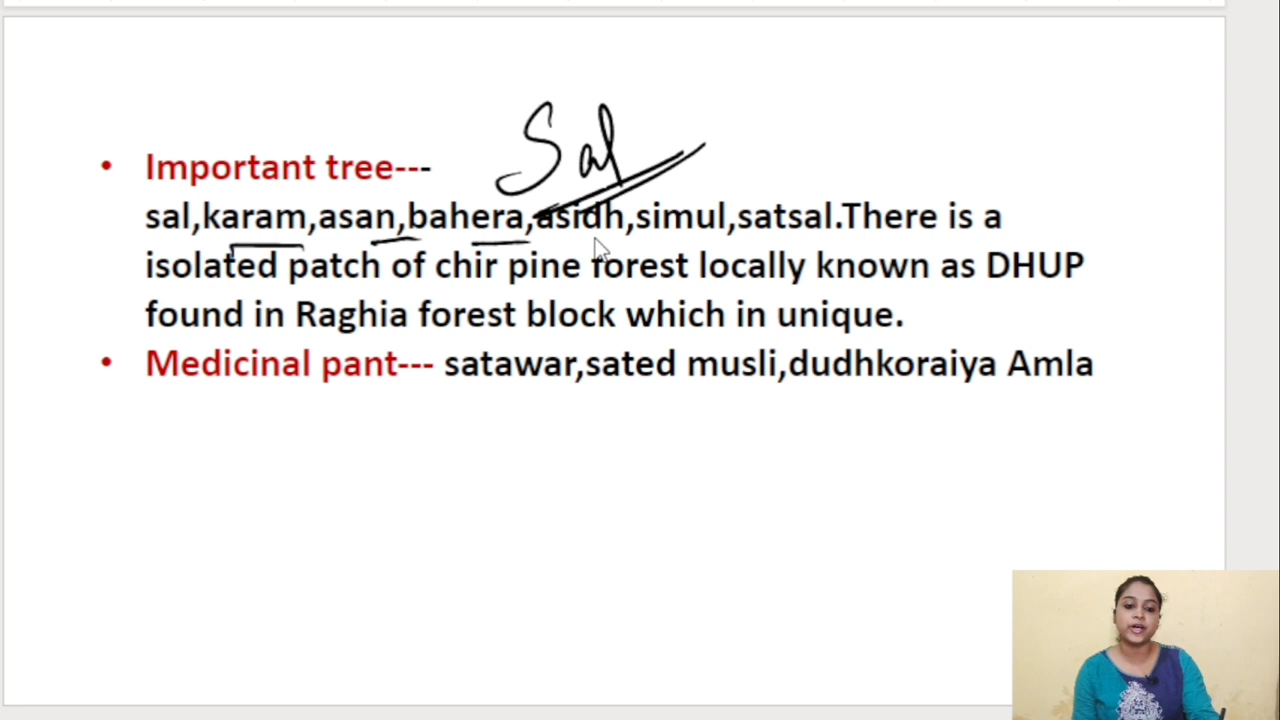 Sal
• Important tree---
sal,karam,asan,bahera,asidh,simul,satsal.There is a
isolated patch of chir pine forest locally known as DHUP
found in Raghia forest block which in unique.
• Medicinal pant--- satawar,sated musli,dudhkoraiya Amla